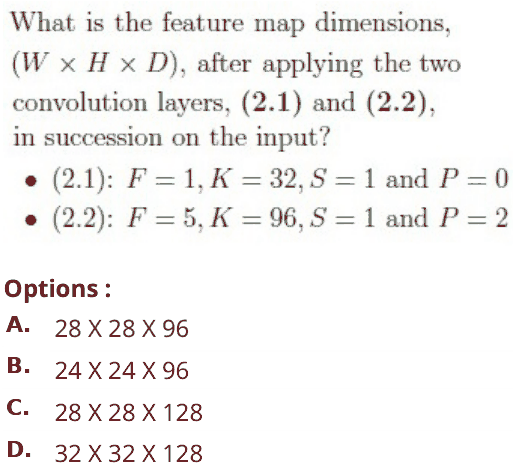 What is the feature map dimensions,
(W × H × D), after applying the two
convolution layers, (2.1) and (2.2),
in succession on the input?
• (2.1): F = 1, K = 32, S = 1 and P = 0
• (2.2): F = 5, K = 96, S = 1 and P = 2
Options :
A. 28 X 28 X 96
B. 24 X 24 X 96
C. 28 X 28 X 128
D. 32 X 32 X 128